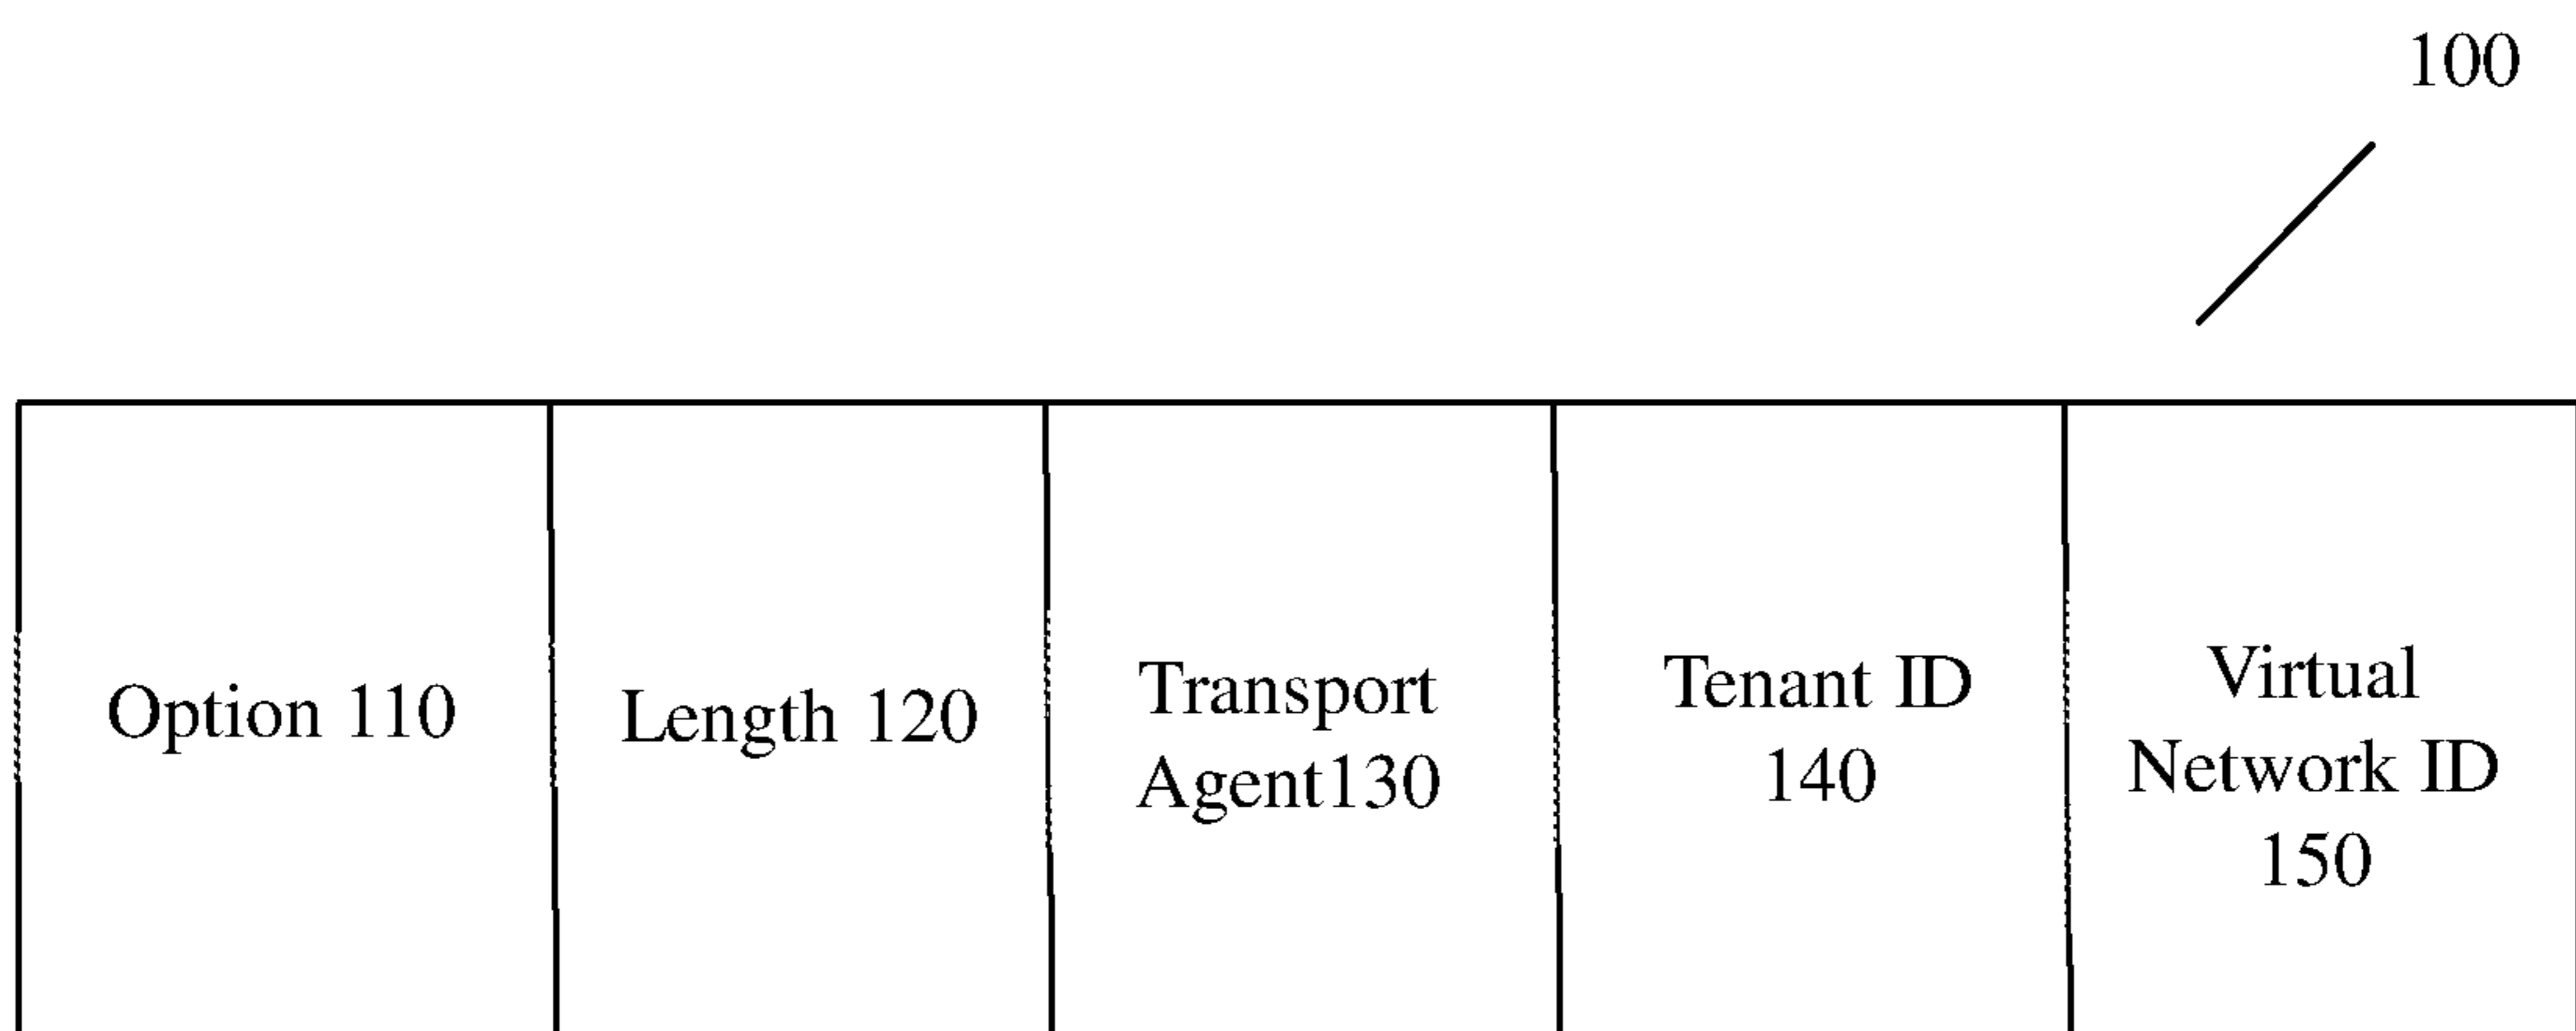 100
Option 110
Length 120
Transport
Agent130
Tenant ID
140
Virtual
Network ID
150